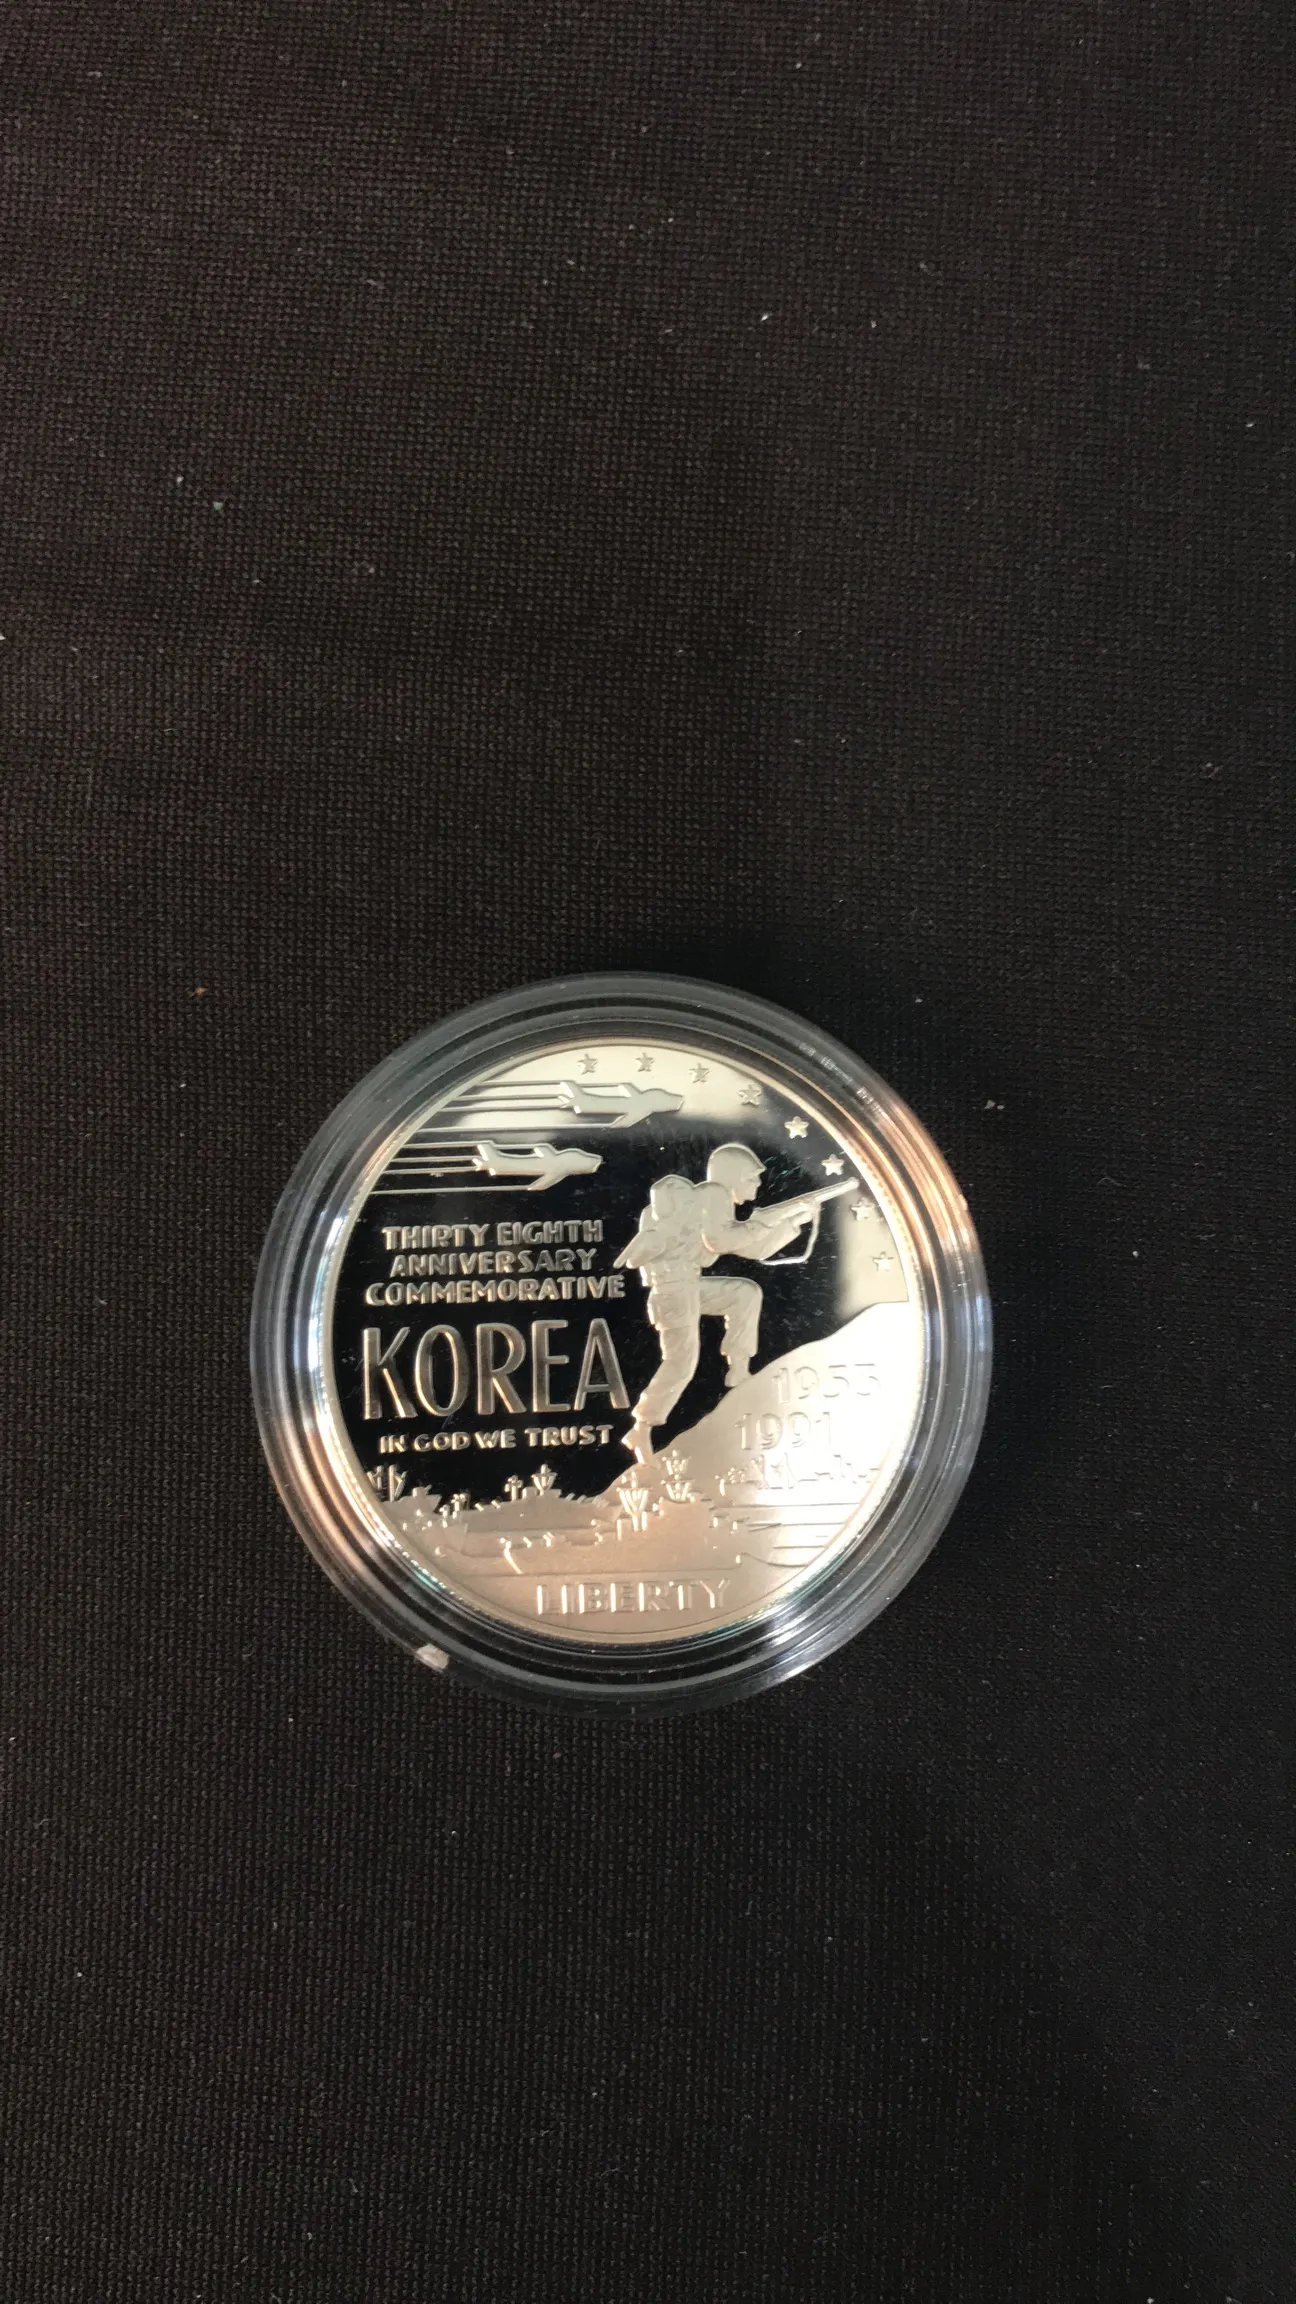 THIRTY EIGHTH
ANNIVERSARY
COMMEMORATIVE
KOREA
IN GOD WE TRUST
1953
1991
LIBERTY